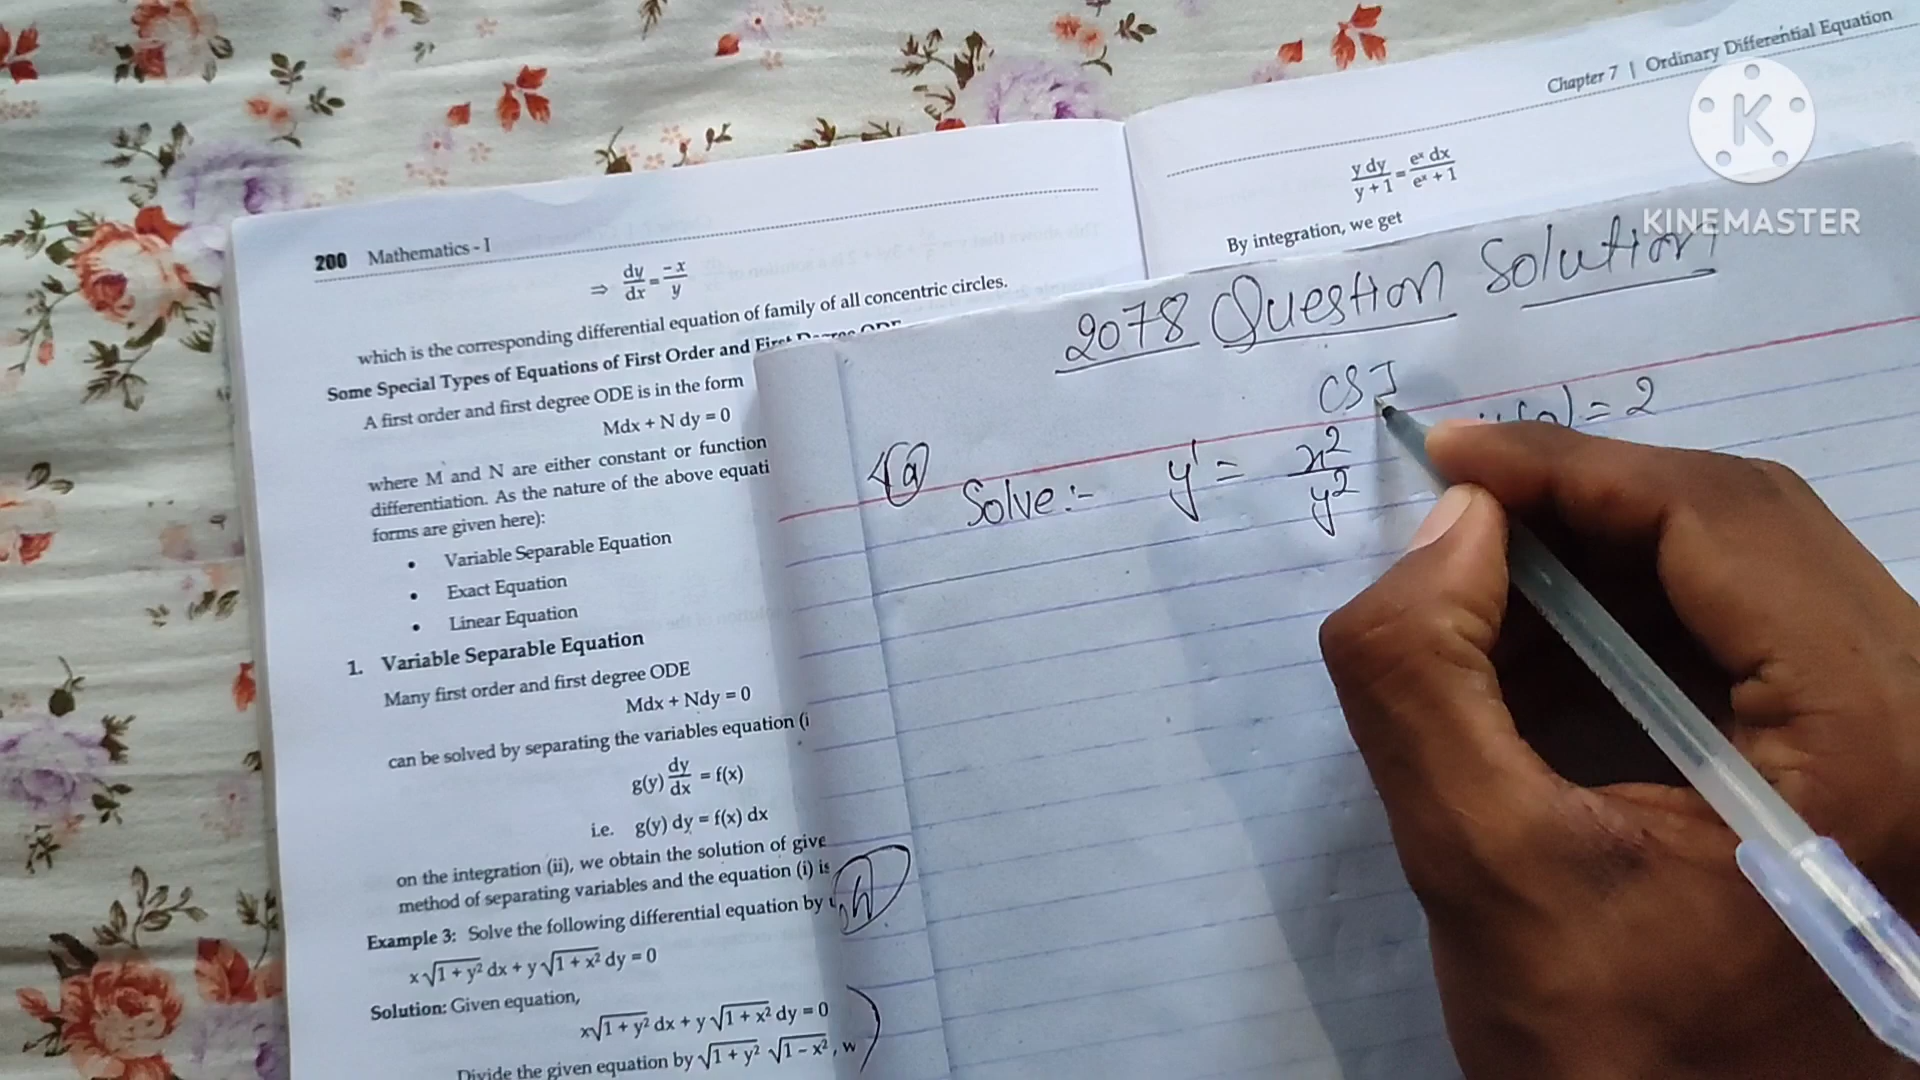 200 Mathematics - I
⇒ dy/dx = -x/y
which is the corresponding differential equation of family of all concentric circles.
Some Special Types of Equations of First Order and First Degree ODE
A first order and first degree ODE is in the form
Mdx + N dy = 0
where M and N are either constant or function
differentiation. As the nature of the above equati
forms are given here):
• Variable Separable Equation
• Exact Equation
• Linear Equation
1. Variable Separable Equation
Many first order and first degree ODE
Mdx + Ndy = 0
can be solved by separating the variables equation (i
g(y) dy/dx = f(x)
i.e. g(y) dy = f(x) dx
on the integration (ii), we obtain the solution of give
method of separating variables and the equation (i) is
Example 3: Solve the following differential equation by
x√1 + y² dx + y√1 + x² dy = 0
Solution: Given equation,
x√1 + y² dx + y√1 + x² dy = 0
Divide the given equation by √1 + y² √1 - x², w
Chapter 7 | Ordinary Differential Equation
y dy/y + 1 = eˣ dx/eˣ + 1
By integration, we get
K
KINEMASTER
2078 Question Solution
CSI
(a) Solve:- y' = x²/y² = 2